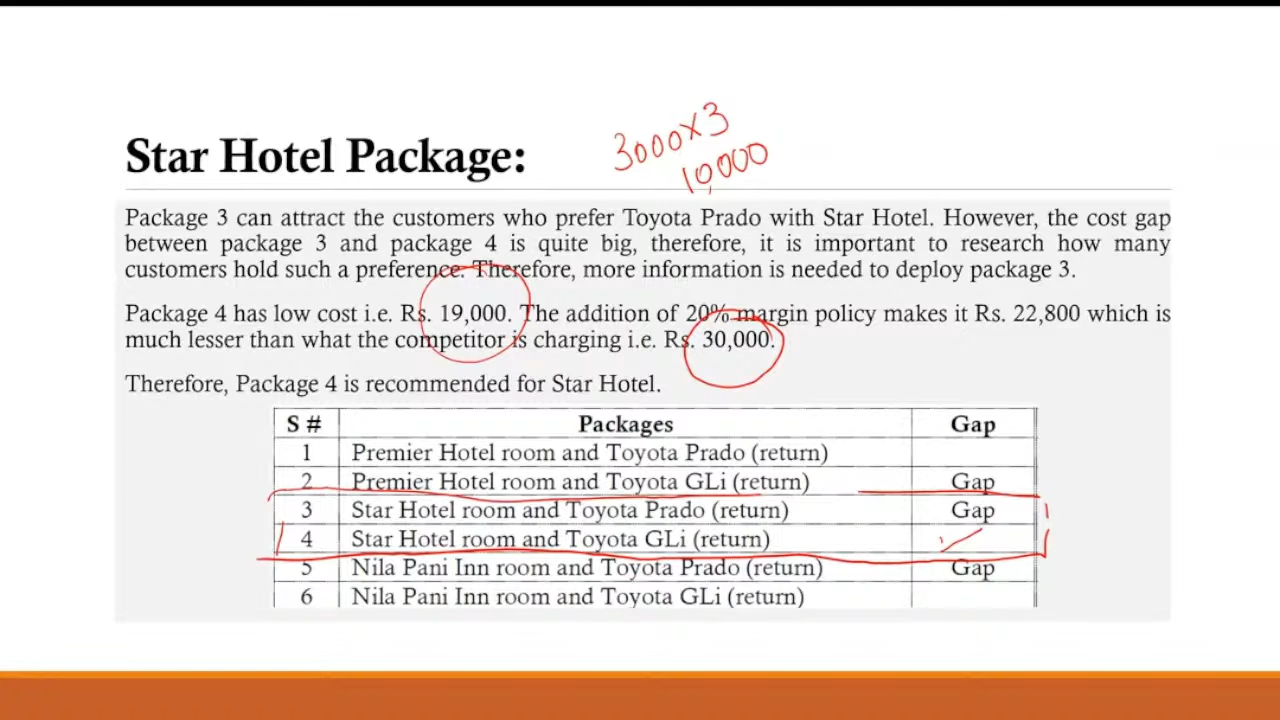 3000X3
10,000
Star Hotel Package:
Package 3 can attract the customers who prefer Toyota Prado with Star Hotel. However, the cost gap
between package 3 and package 4 is quite big, therefore, it is important to research how many
customers hold such a preference. Therefore, more information is needed to deploy package 3.
Package 4 has low cost i.e. Rs. 19,000. The addition of 20% margin policy makes it Rs. 22,800 which is
much lesser than what the competitor is charging i.e. Rs. 30,000.
Therefore, Package 4 is recommended for Star Hotel.
S # Packages Gap
1 Premier Hotel room and Toyota Prado (return)
2 Premier Hotel room and Toyota GLi (return) Gap
3 Star Hotel room and Toyota Prado (return) Gap
4 Star Hotel room and Toyota GLi (return)
5 Nila Pani Inn room and Toyota Prado (return) Gap
6 Nila Pani Inn room and Toyota GLi (return)